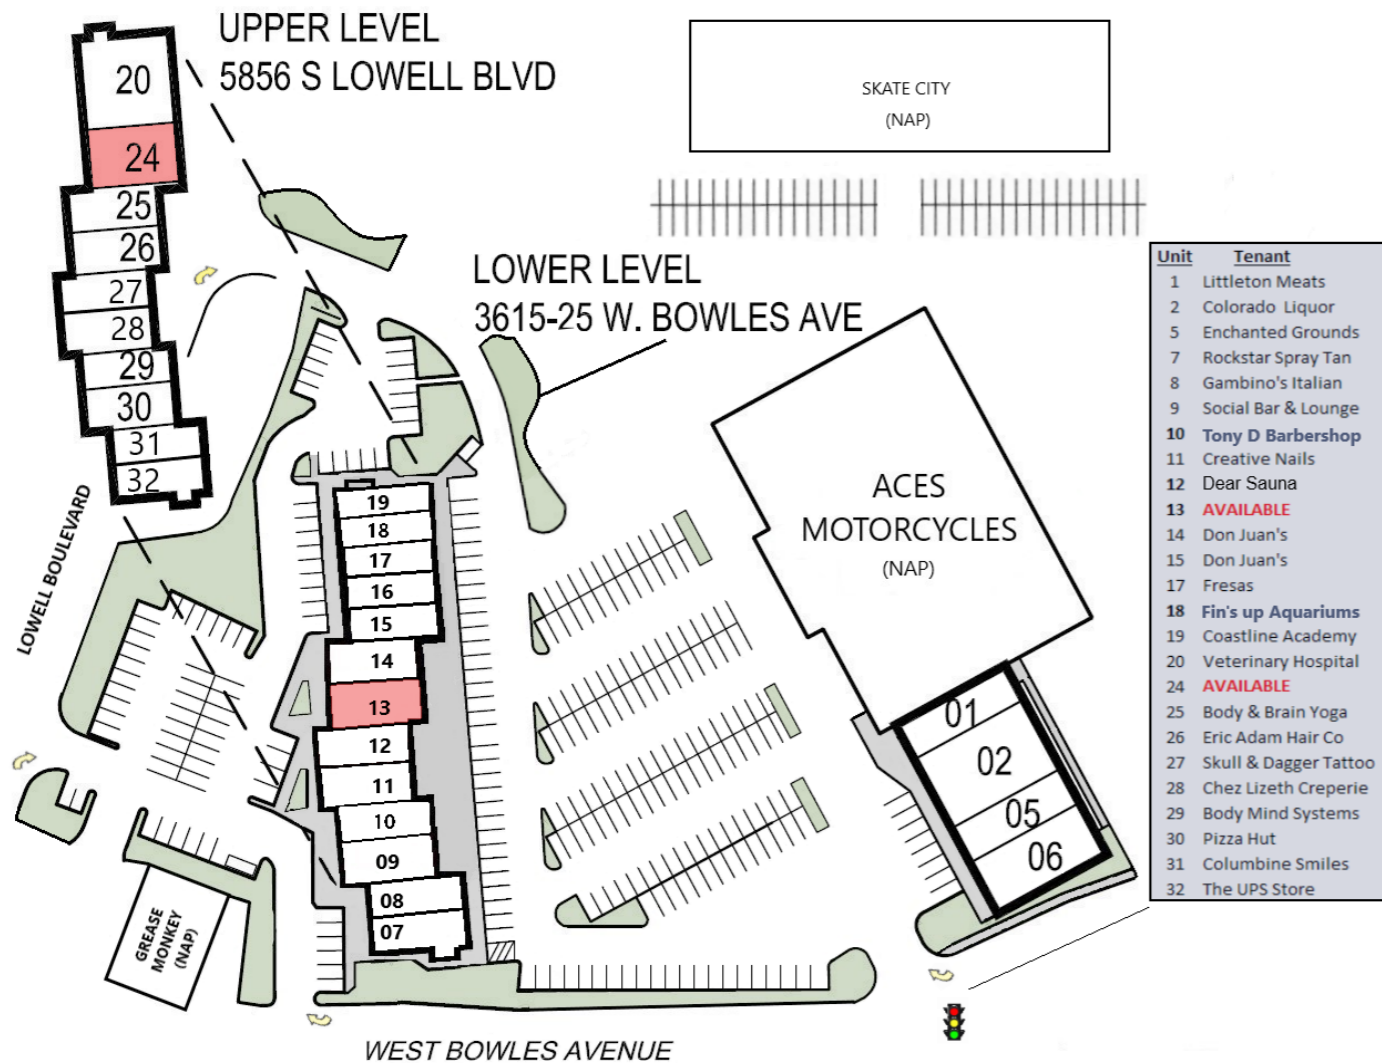 UPPER LEVEL
5856 S LOWELL BLVD
SKATE CITY
(NAP)
LOWER LEVEL
3615-25 W. BOWLES AVE
20
24
25
26
27
28
29
30
31
32
LOWELL BOULEVARD
19
18
17
16
15
14
13
12
11
10
09
08
07
ACES
MOTORCYCLES
(NAP)
01
02
05
06
GREASE
MONKEY
(NAP)
WEST BOWLES AVENUE
Unit Tenant
1 Littleton Meats
2 Colorado Liquor
5 Enchanted Grounds
7 Rockstar Spray Tan
8 Gambino's Italian
9 Social Bar & Lounge
10 Tony D Barbershop
11 Creative Nails
12 Dear Sauna
13 AVAILABLE
14 Don Juan's
15 Don Juan's
17 Fresas
18 Fin's up Aquariums
19 Coastline Academy
20 Veterinary Hospital
24 AVAILABLE
25 Body & Brain Yoga
26 Eric Adam Hair Co
27 Skull & Dagger Tattoo
28 Chez Lizeth Creperie
29 Body Mind Systems
30 Pizza Hut
31 Columbine Smiles
32 The UPS Store